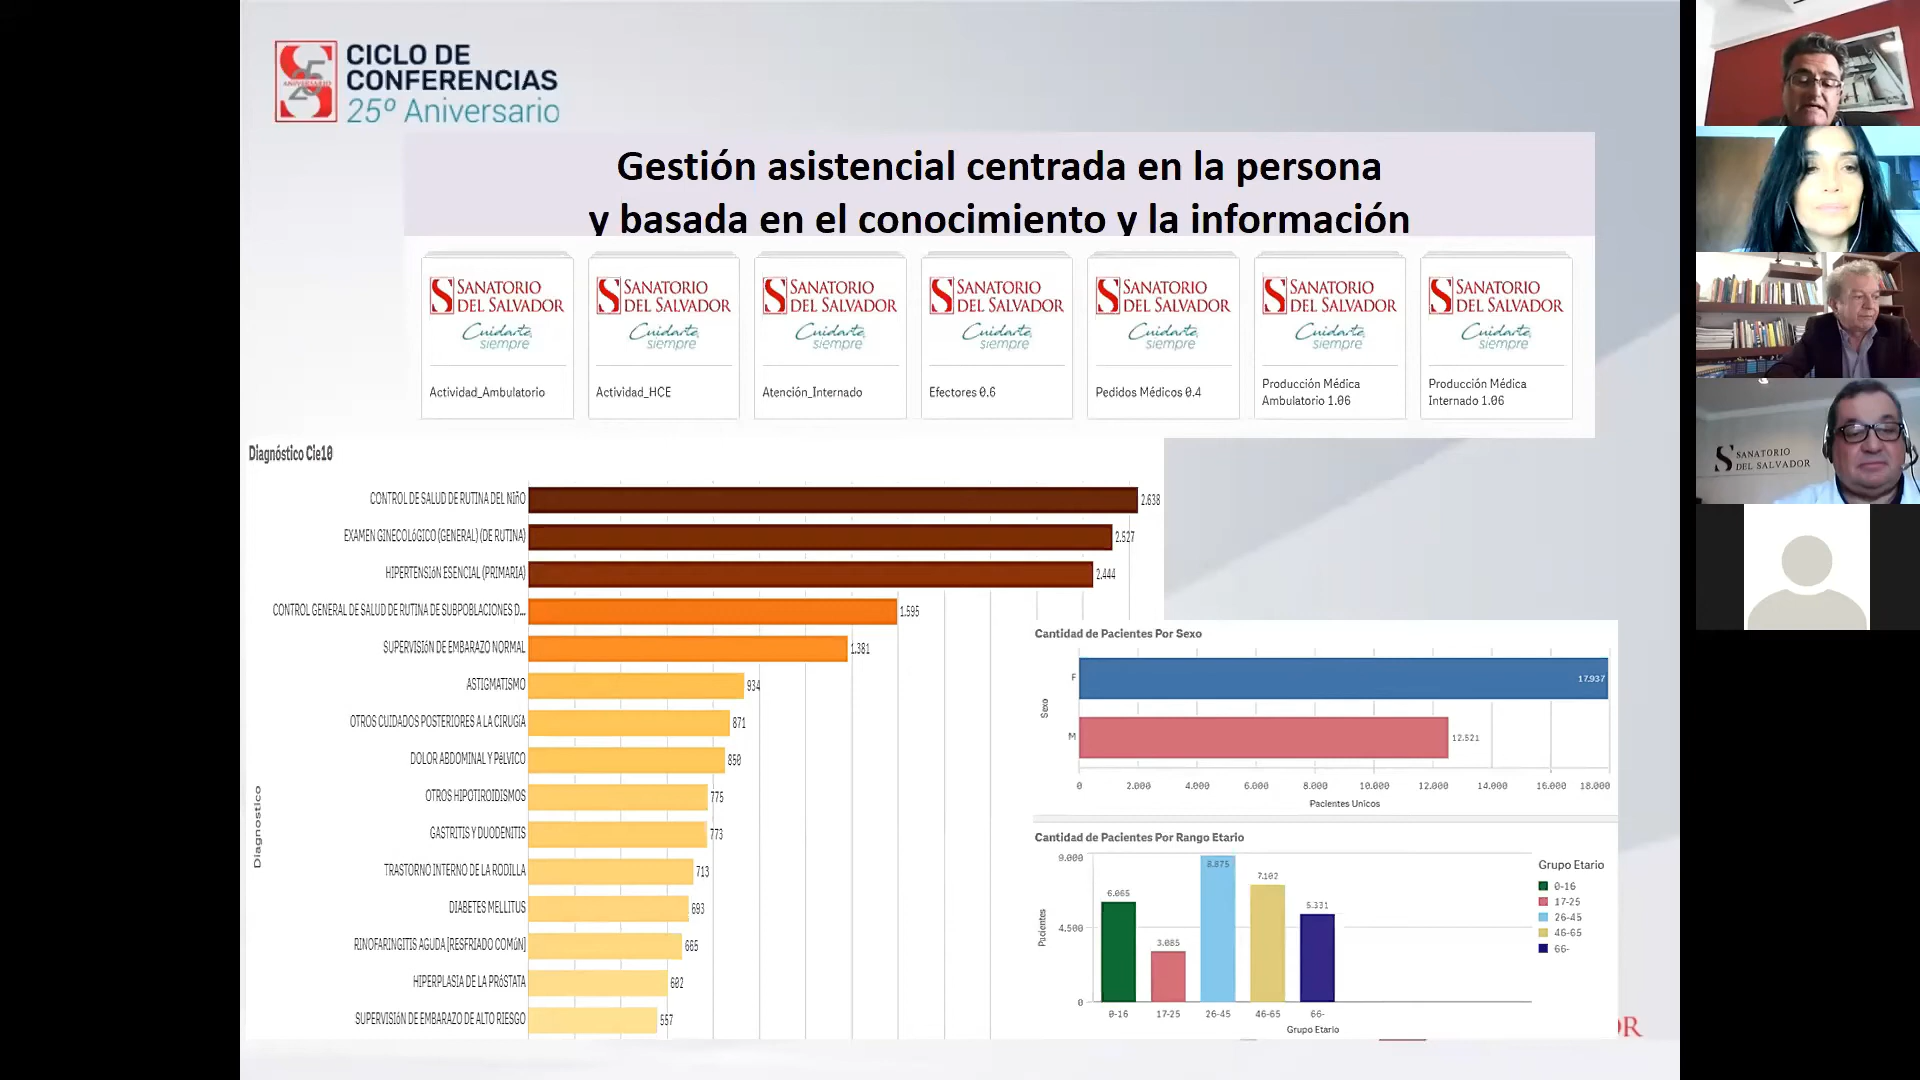 CICLO DE
CONFERENCIAS
25º Aniversario
Gestión asistencial centrada en la persona
y basada en el conocimiento y la información
SANATORIO
DEL SALVADOR
Cuidarte,
siempre
Actividad_Ambulatorio
SANATORIO
DEL SALVADOR
Cuidarte,
siempre
Actividad_HCE
SANATORIO
DEL SALVADOR
Cuidarte,
siempre
Atención_Internado
SANATORIO
DEL SALVADOR
Cuidarte,
siempre
Efectores 0.6
SANATORIO
DEL SALVADOR
Cuidarte,
siempre
Pedidos Médicos 0.4
SANATORIO
DEL SALVADOR
Cuidarte,
siempre
Producción Médica
Ambulatorio 1.06
SANATORIO
DEL SALVADOR
Cuidarte,
siempre
Producción Médica
Internado 1.06
Diagnóstico Cie10
Diagnostico
CONTROL DE SALUD DE RUTINA DEL NIñO 2.638
EXAMEN GINECOLóGICO (GENERAL) (DE RUTINA) 2.527
HIPERTENSIóN ESENCIAL (PRIMARIA) 2.444
CONTROL GENERAL DE SALUD DE RUTINA DE SUBPOBLACIONES D... 1.595
SUPERVISIóN DE EMBARAZO NORMAL 1.381
ASTIGMATISMO 934
OTROS CUIDADOS POSTERIORES A LA CIRUGíA 871
DOLOR ABDOMINAL Y PéLVICO 850
OTROS HIPOTIROIDISMOS 775
GASTRITIS Y DUODENITIS 773
TRASTORNO INTERNO DE LA RODILLA 713
DIABETES MELLITUS 693
RINOFARINGITIS AGUDA [RESFRIADO COMúN] 665
HIPERPLASIA DE LA PRóSTATA 602
SUPERVISIóN DE EMBARAZO DE ALTO RIESGO 557
Cantidad de Pacientes Por Sexo
Sexo
F 17.937
M 12.521
0 2.000 4.000 6.000 8.000 10.000 12.000 14.000 16.000 18.000
Pacientes Unicos
Cantidad de Pacientes Por Rango Etario
Pacientes
9.000
4.500
0
6.065 3.085 8.875 7.102 5.331
0-16 17-25 26-45 46-65 66-
Grupo Etario
Grupo Etario
0-16
17-25
26-45
46-65
66-
SANATORIO
DEL SALVADOR